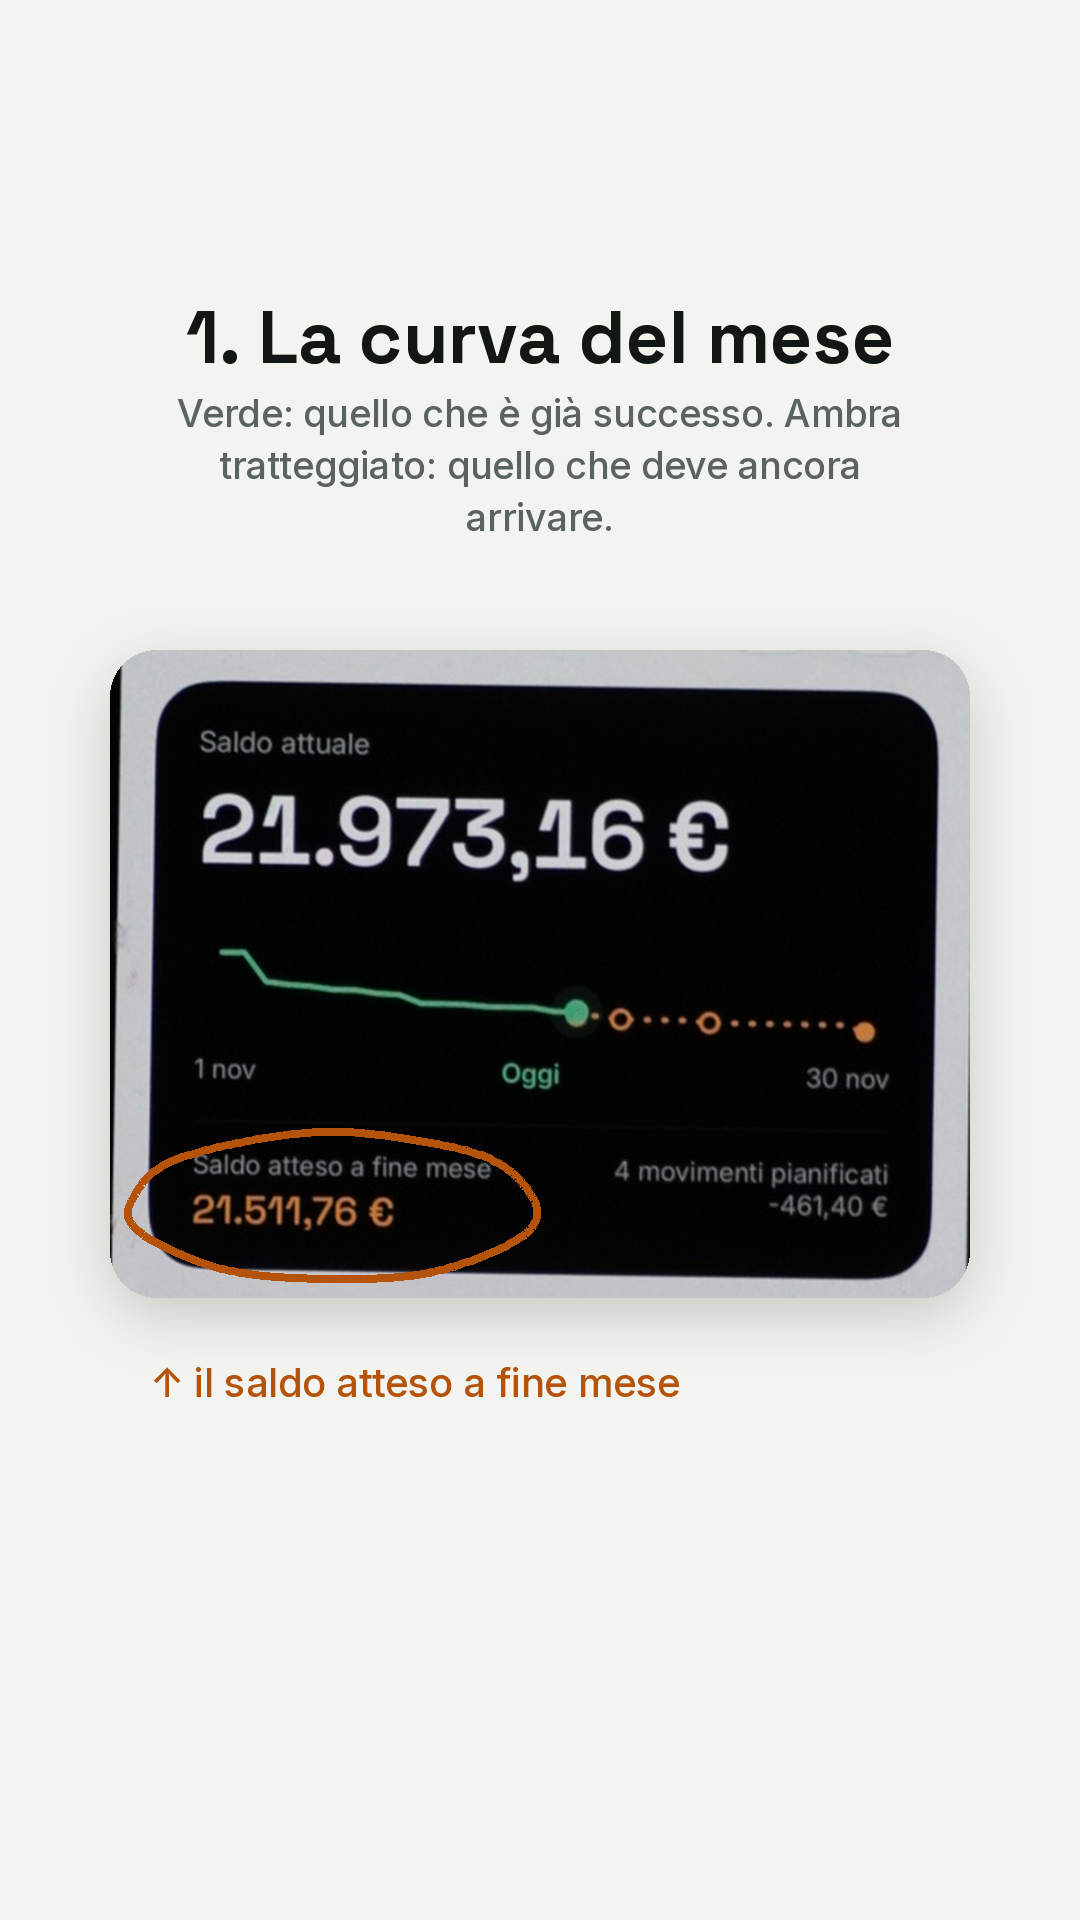 1. La curva del mese
Verde: quello che è già successo. Ambra
tratteggiato: quello che deve ancora
arrivare.
Saldo attuale
21.973,16 €
1 nov
Oggi
30 nov
Saldo atteso a fine mese
4 movimenti pianificati
21.511,76 €
-461,40 €
↑ il saldo atteso a fine mese